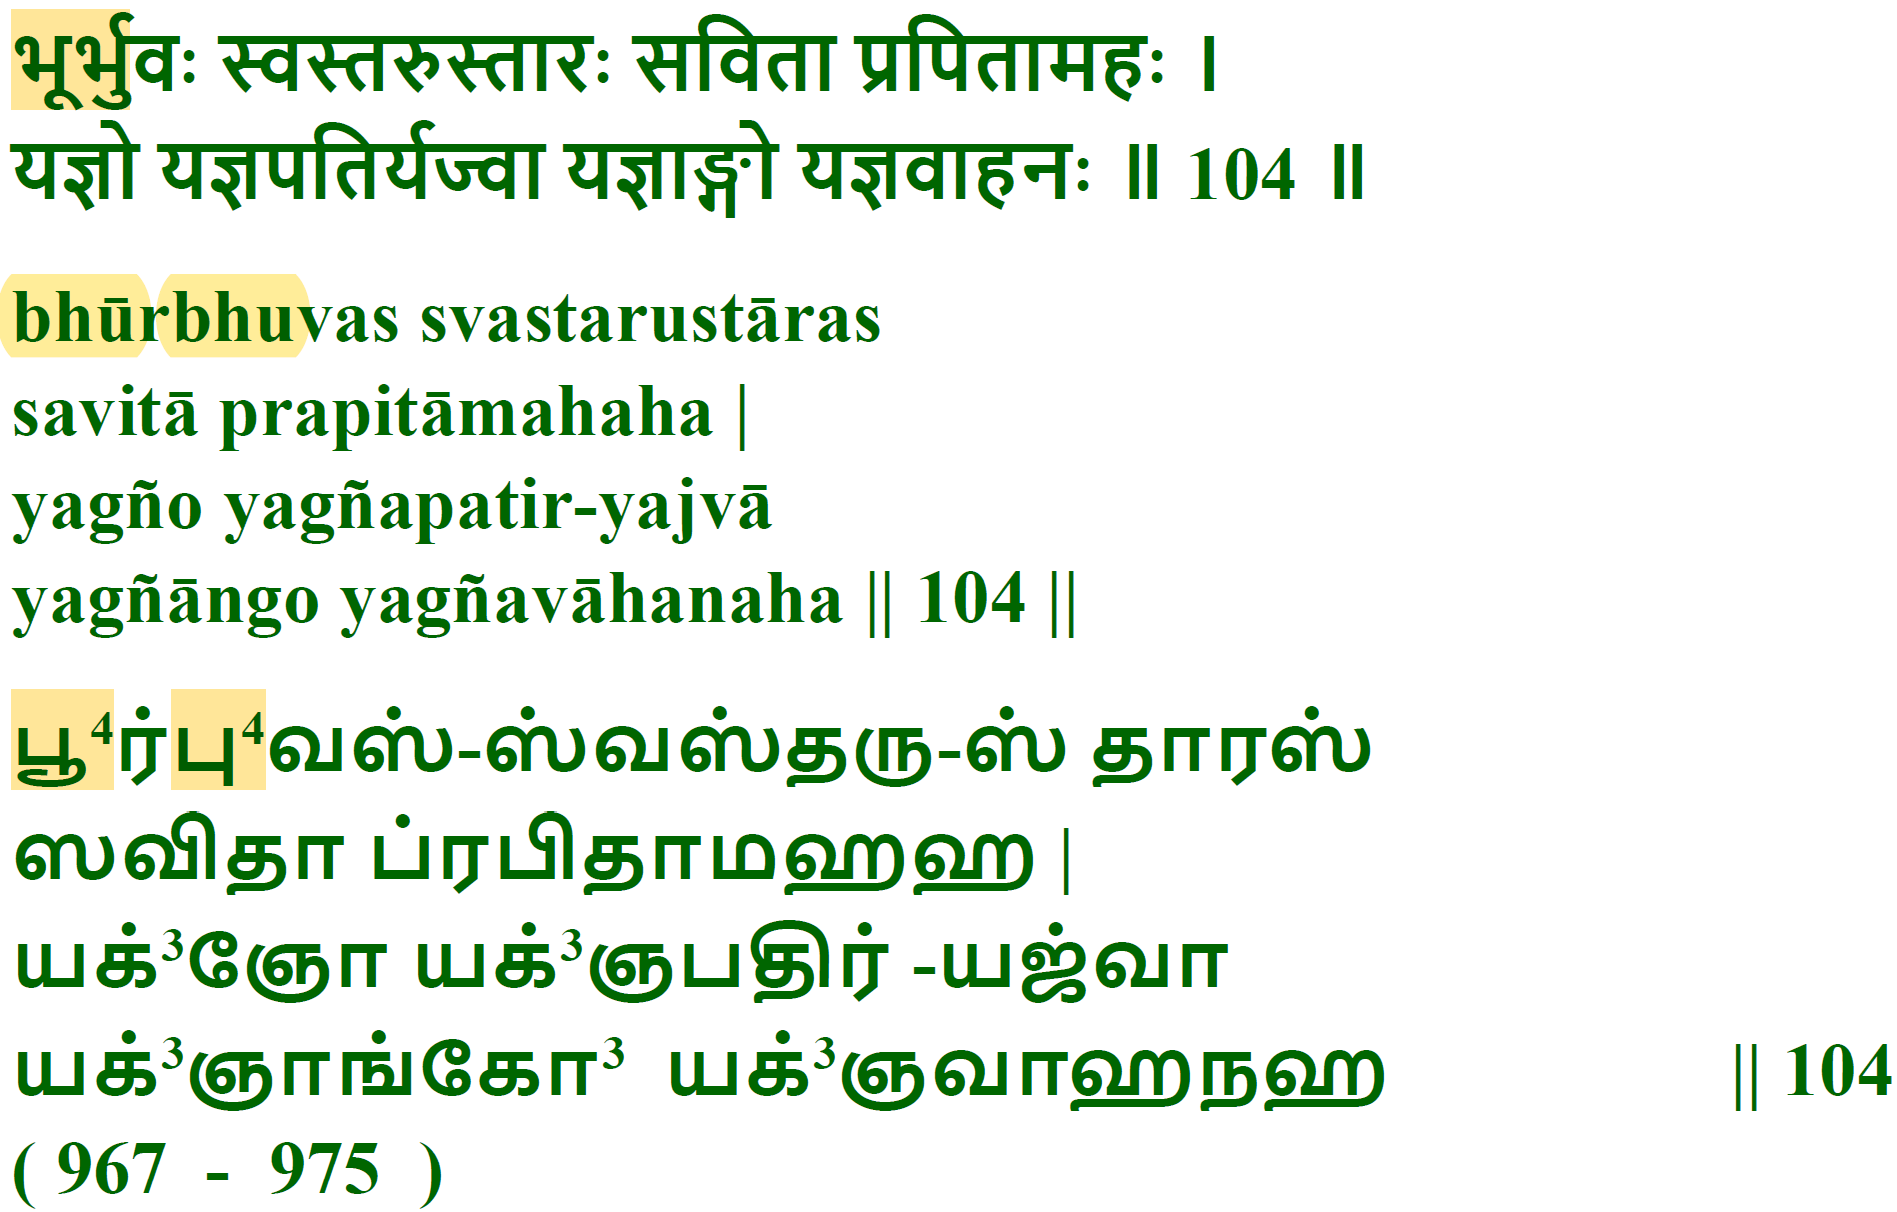 भूर्भुवः स्वस्तरुस्तारः सविता प्रपितामहः ।
यज्ञो यज्ञपतिर्यज्वा यज्ञाङ्गो यज्ञवाहनः ॥ 104 ॥
bhūrbhuvas svastarustāras
savitā prapitāmahaha |
yagño yagñapatir-yajvā
yagñāngo yagñavāhanaha || 104 ||
பூ⁴ர்பு⁴வஸ்-ஸ்வஸ்தரு-ஸ் தாரஸ்
ஸவிதா ப்ரபிதாமஹஹ |
யக்³ஞோ யக்³ஞபதிர் -யஜ்வா
யக்³ஞாங்கோ³ யக்³ஞவாஹநஹ || 104
( 967 - 975 )